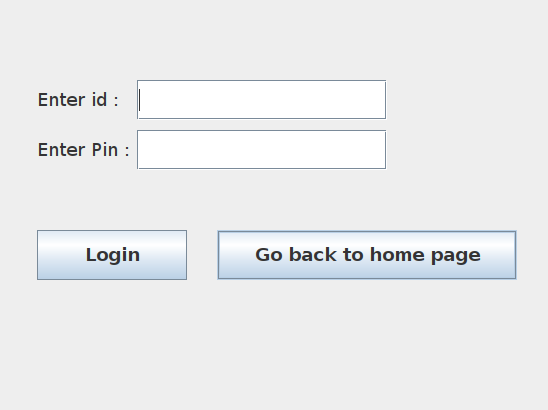 Enter id :
Enter Pin :
Login
Go back to home page